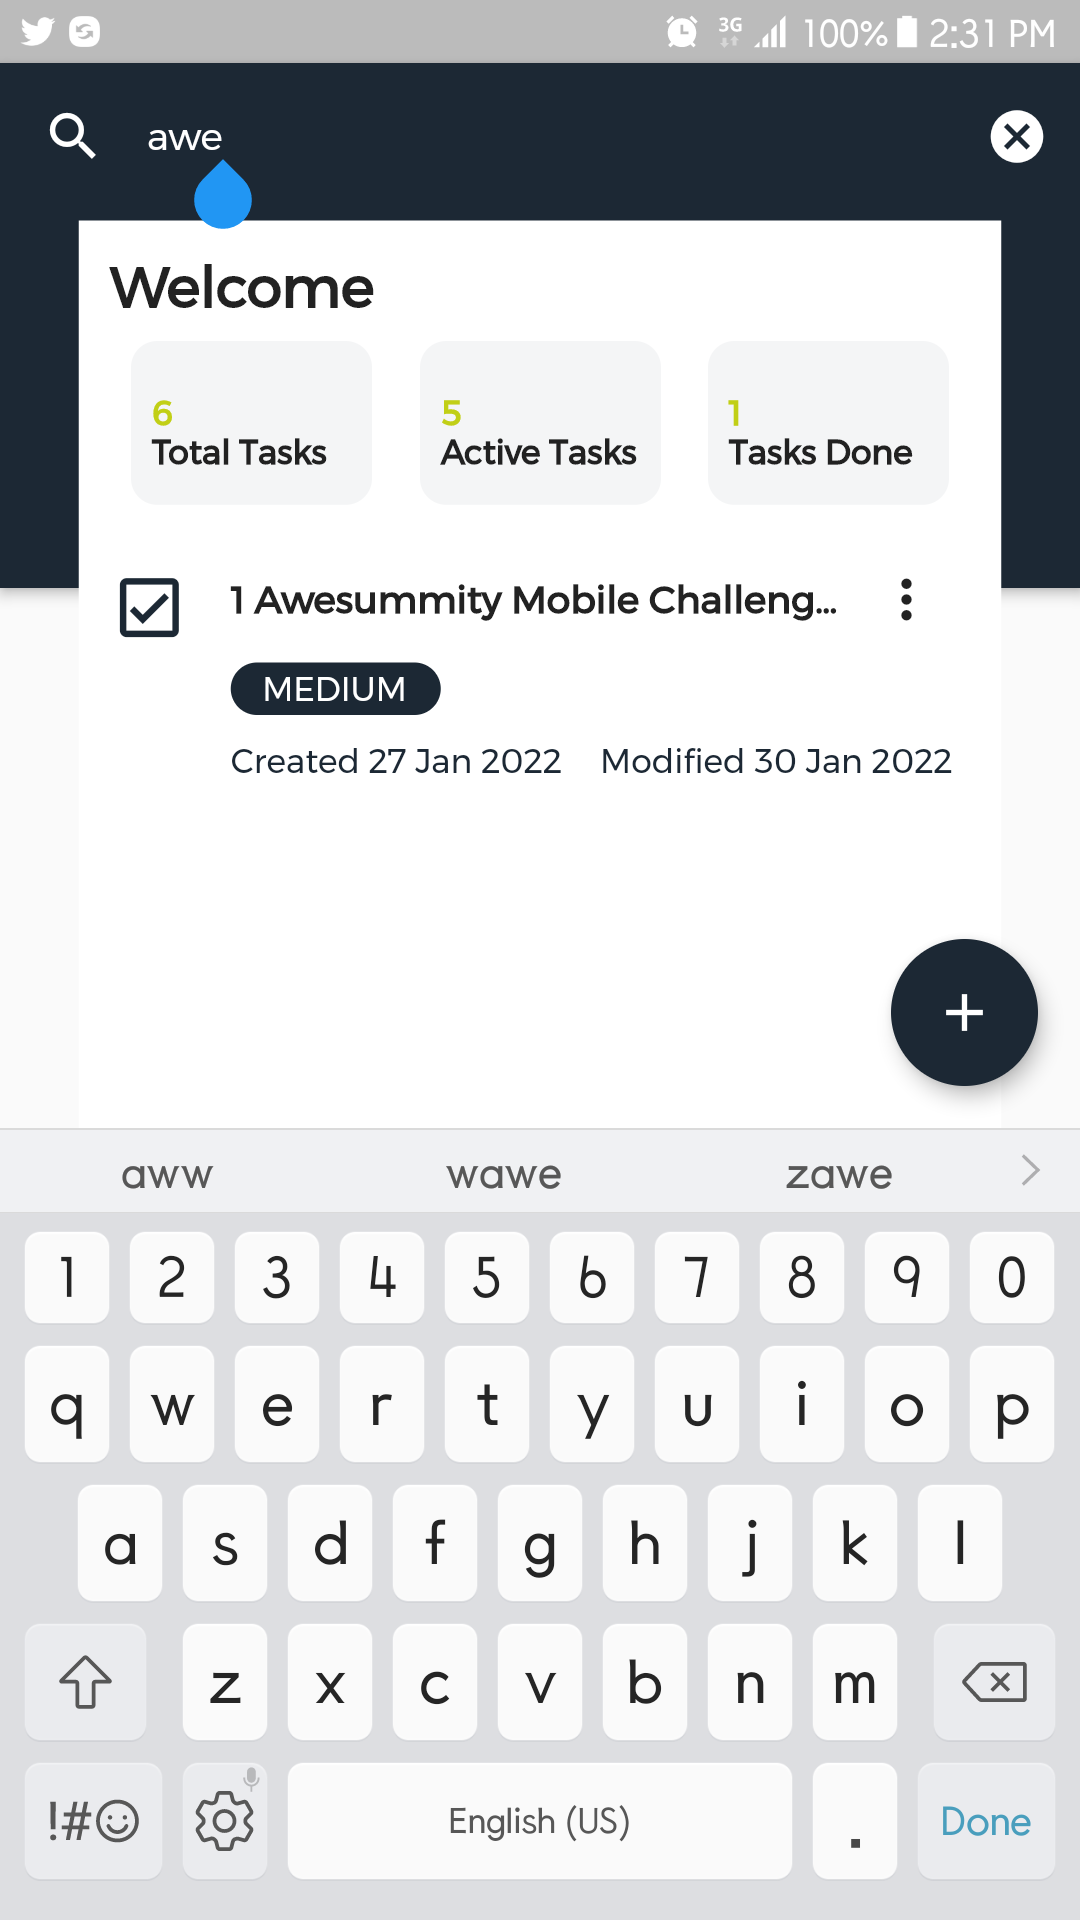 3G 100% 2:31 PM
awe
Welcome
6 5 1
Total Tasks Active Tasks Tasks Done
1 Awesummity Mobile Challeng...
MEDIUM
Created 27 Jan 2022 Modified 30 Jan 2022
+
aww wawe zawe
1 2 3 4 5 6 7 8 9 0
q w e r t y u i o p
a s d f g h j k l
z x c v b n m
!#☺ English (US) . Done